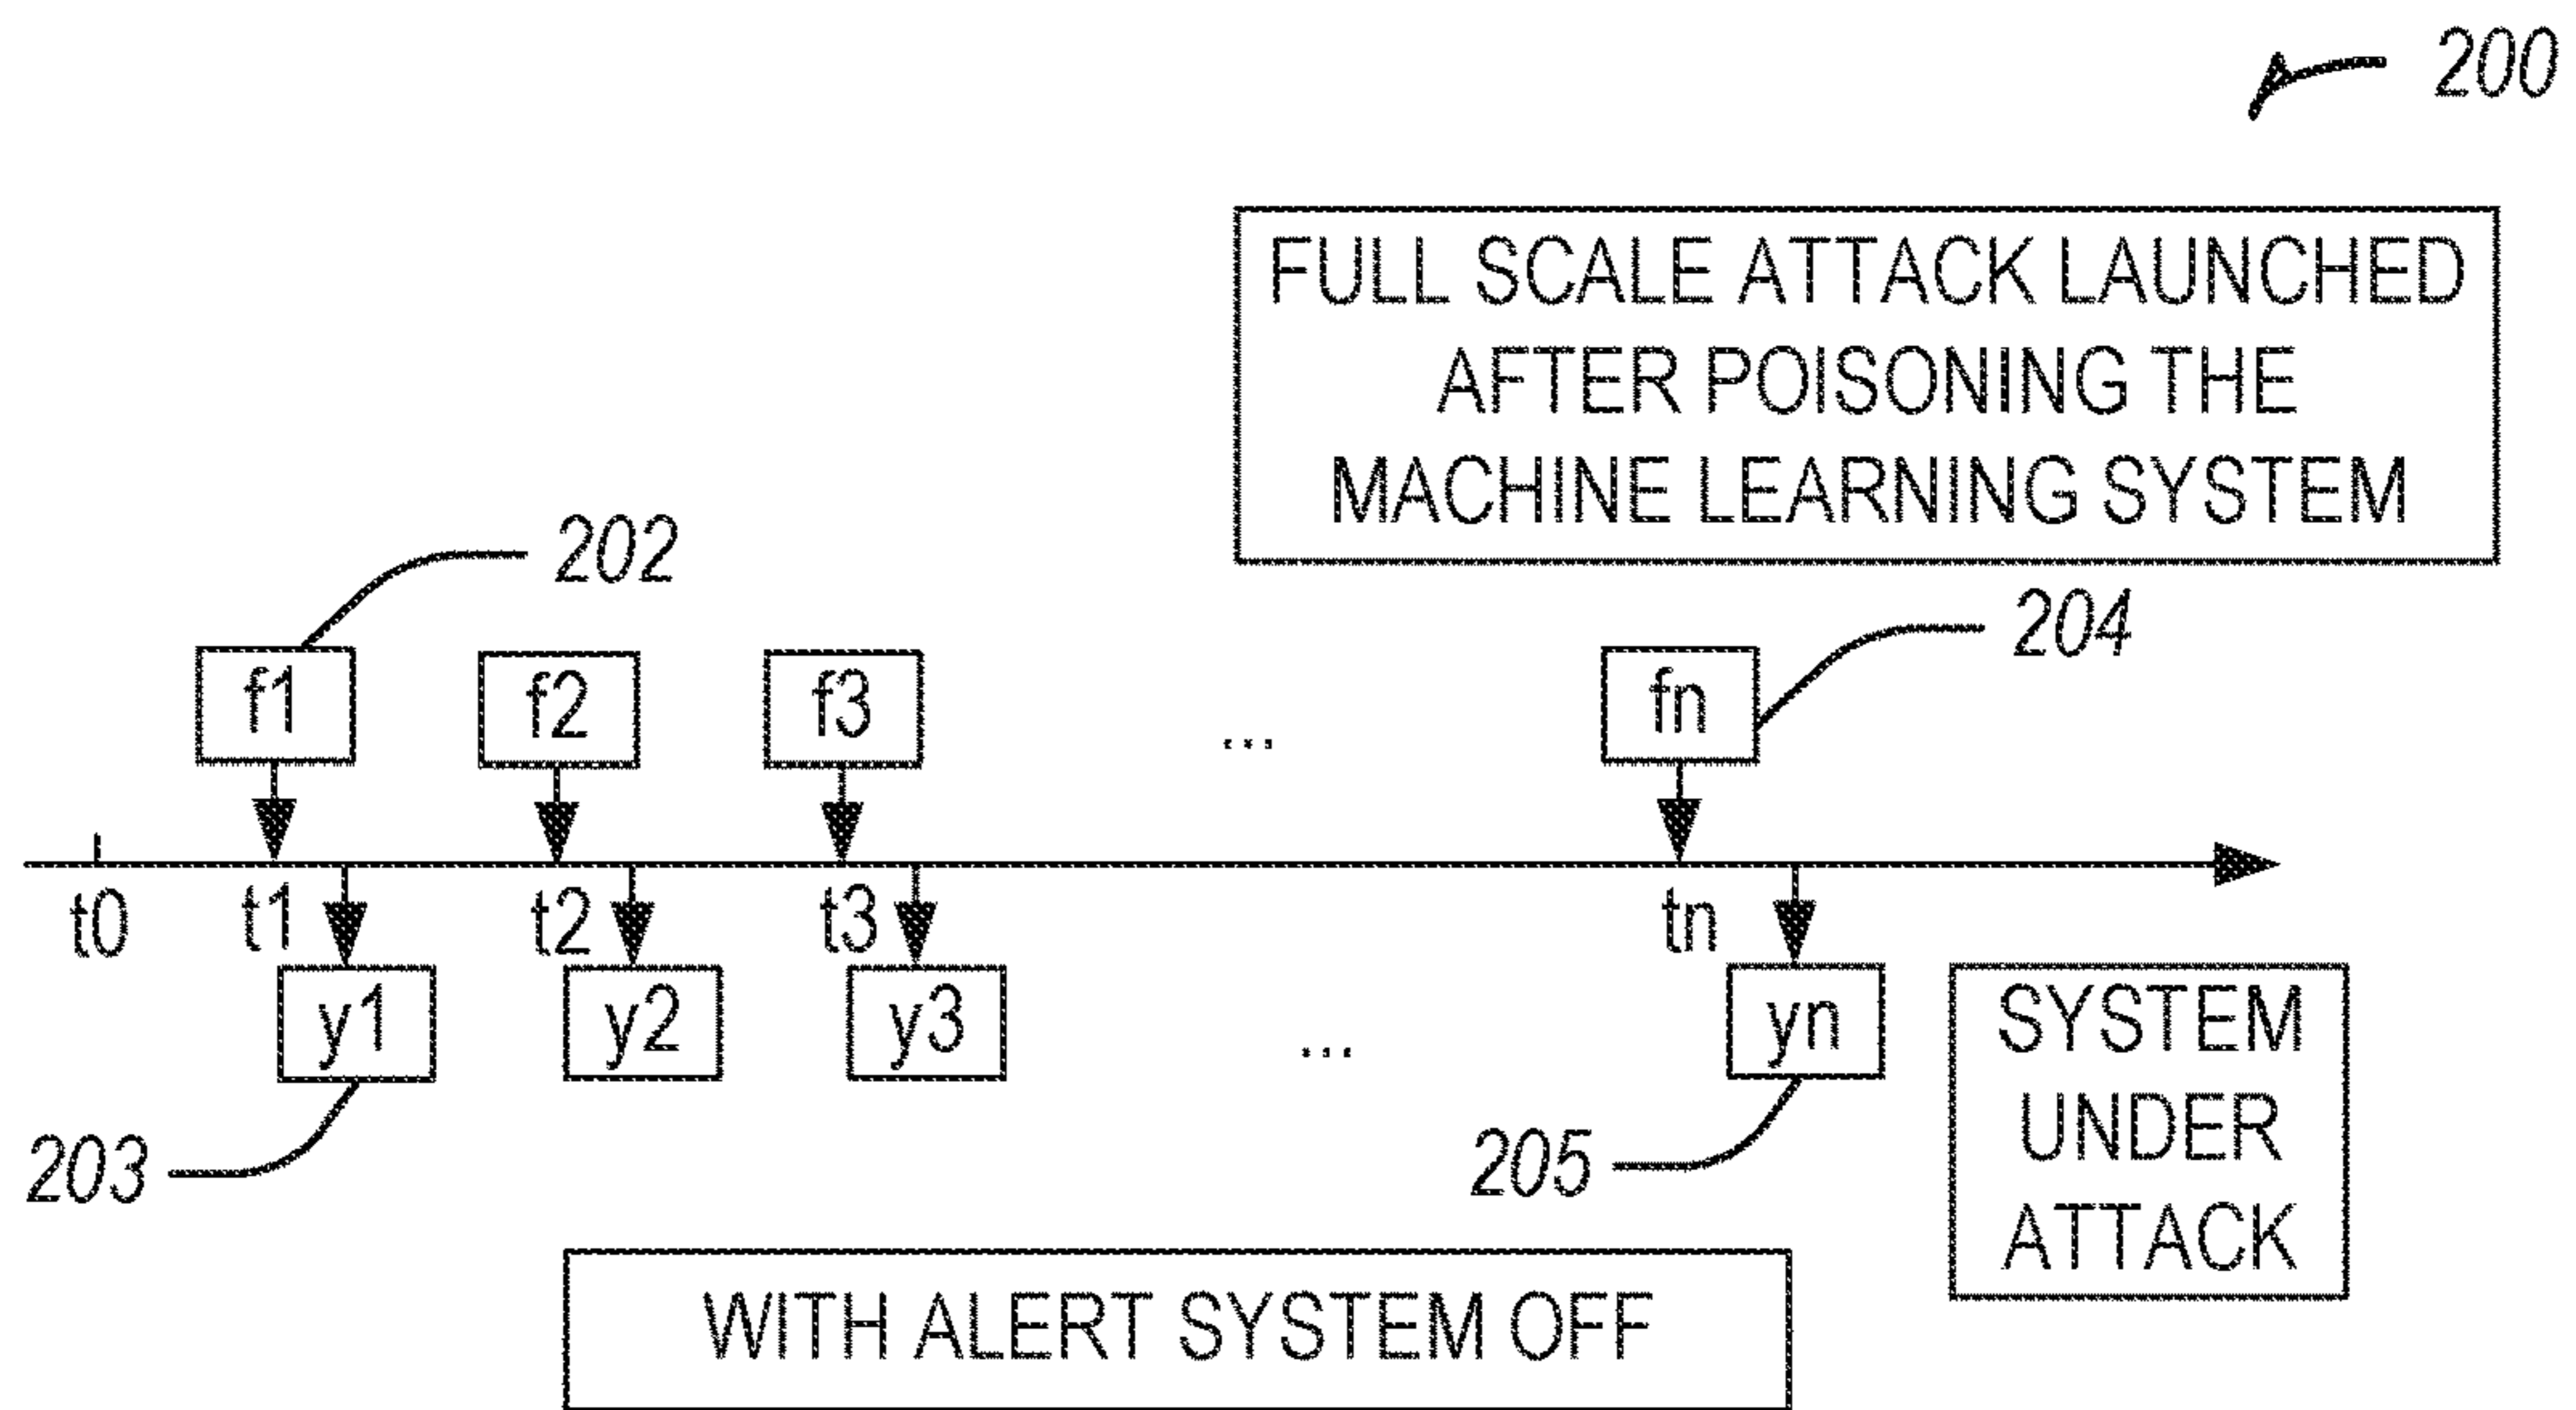 200
FULL SCALE ATTACK LAUNCHED
AFTER POISONING THE
MACHINE LEARNING SYSTEM
202
204
f1 f2 f3 ... fn
t0 t1 t2 t3 tn
y1 y2 y3 ... yn
SYSTEM
UNDER
ATTACK
203
205
WITH ALERT SYSTEM OFF